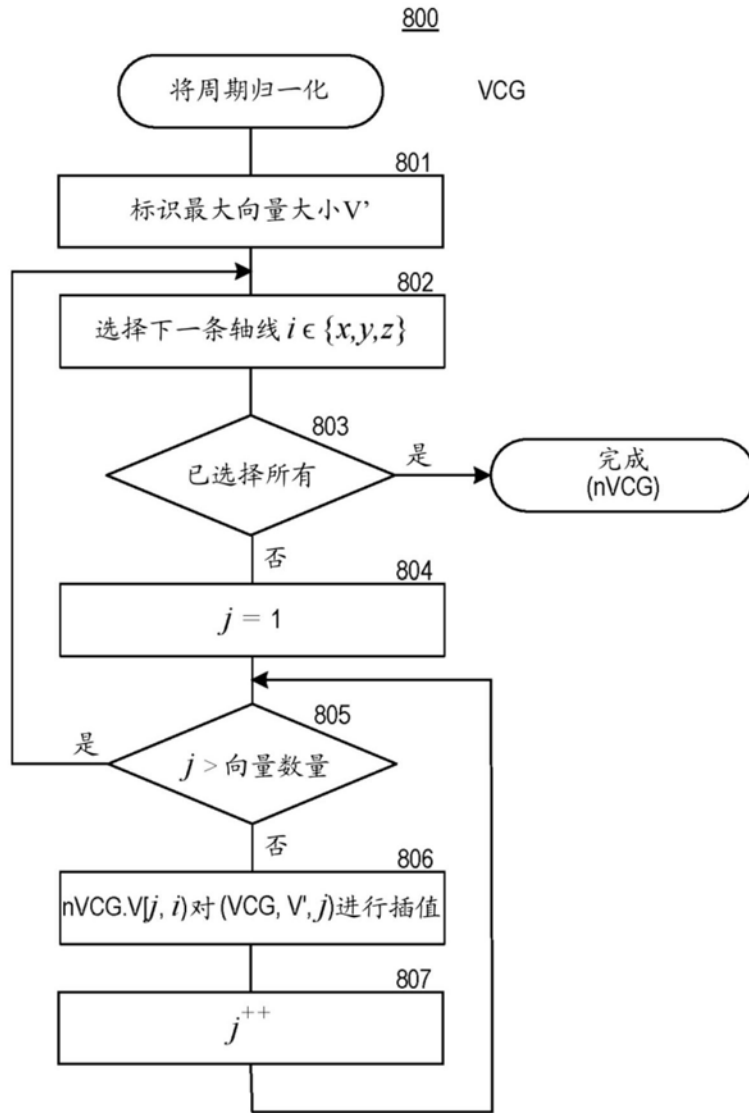 800
将周期归一化
VCG
801
标识最大向量大小V'
802
选择下一条轴线 i ϵ {x,y,z}
803
已选择所有
是
完成
(nVCG)
否
804
j = 1
805
是
j > 向量数量
否
806
nVCG.V[j, i)对(VCG, V', j)进行插值
807
j++